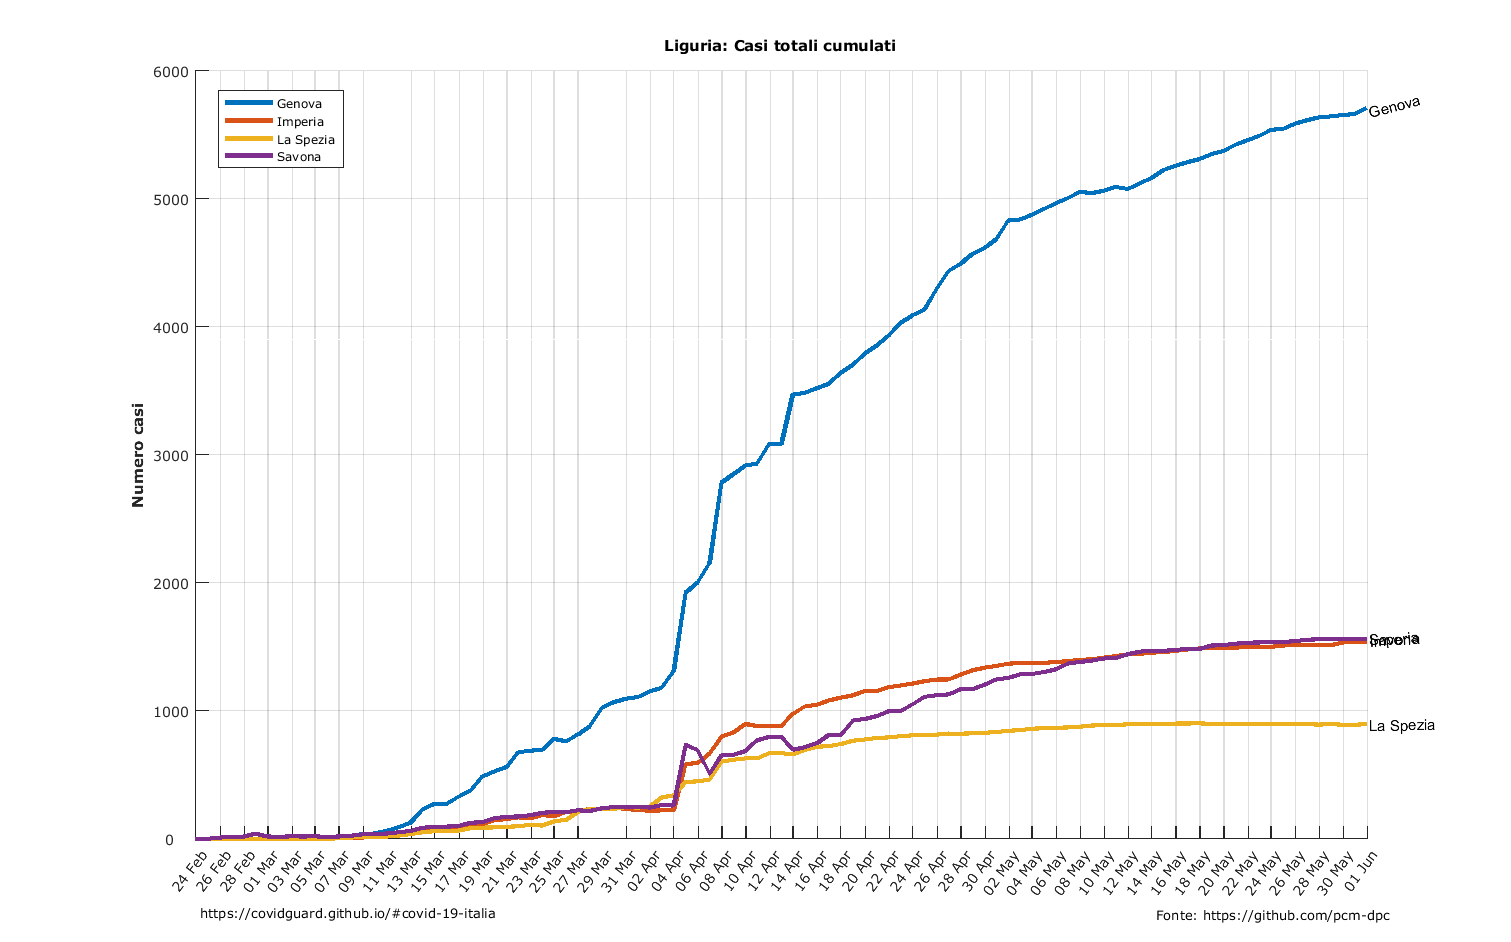 Liguria: Casi totali cumulati
6000
5000
4000
3000
2000
1000
0
Numero casi
Genova
Imperia
La Spezia
Savona
Genova
Savona
Imperia
La Spezia
24 Feb
26 Feb
28 Feb
01 Mar
03 Mar
05 Mar
07 Mar
09 Mar
11 Mar
13 Mar
15 Mar
17 Mar
19 Mar
21 Mar
23 Mar
25 Mar
27 Mar
29 Mar
31 Mar
02 Apr
04 Apr
06 Apr
08 Apr
10 Apr
12 Apr
14 Apr
16 Apr
18 Apr
20 Apr
22 Apr
24 Apr
26 Apr
28 Apr
30 Apr
02 May
04 May
06 May
08 May
10 May
12 May
14 May
16 May
18 May
20 May
22 May
24 May
26 May
28 May
30 May
01 Jun
https://covidguard.github.io/#covid-19-italia
Fonte: https://github.com/pcm-dpc